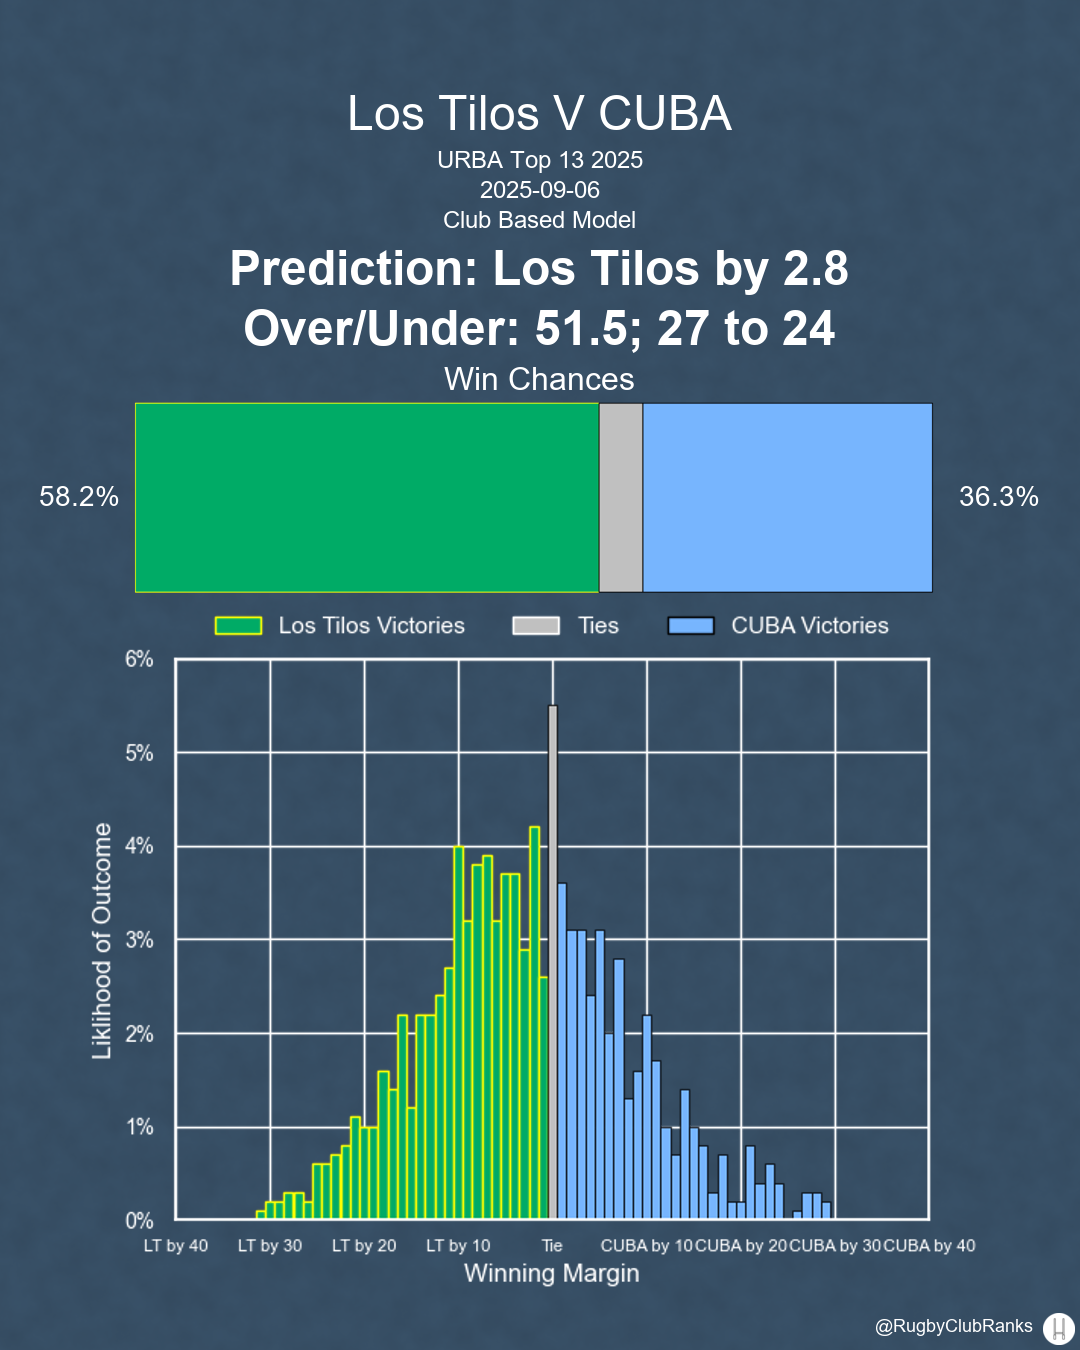 Los Tilos V CUBA
URBA Top 13 2025
2025-09-06
Club Based Model
Prediction: Los Tilos by 2.8
Over/Under: 51.5; 27 to 24
Win Chances
58.2%
36.3%
Los Tilos Victories
Ties
CUBA Victories
6%
5%
4%
3%
2%
1%
0%
Liklihood of Outcome
LT by 40
LT by 30
LT by 20
LT by 10
Tie
CUBA by 10
CUBA by 20
CUBA by 30
CUBA by 40
Winning Margin
@RugbyClubRanks